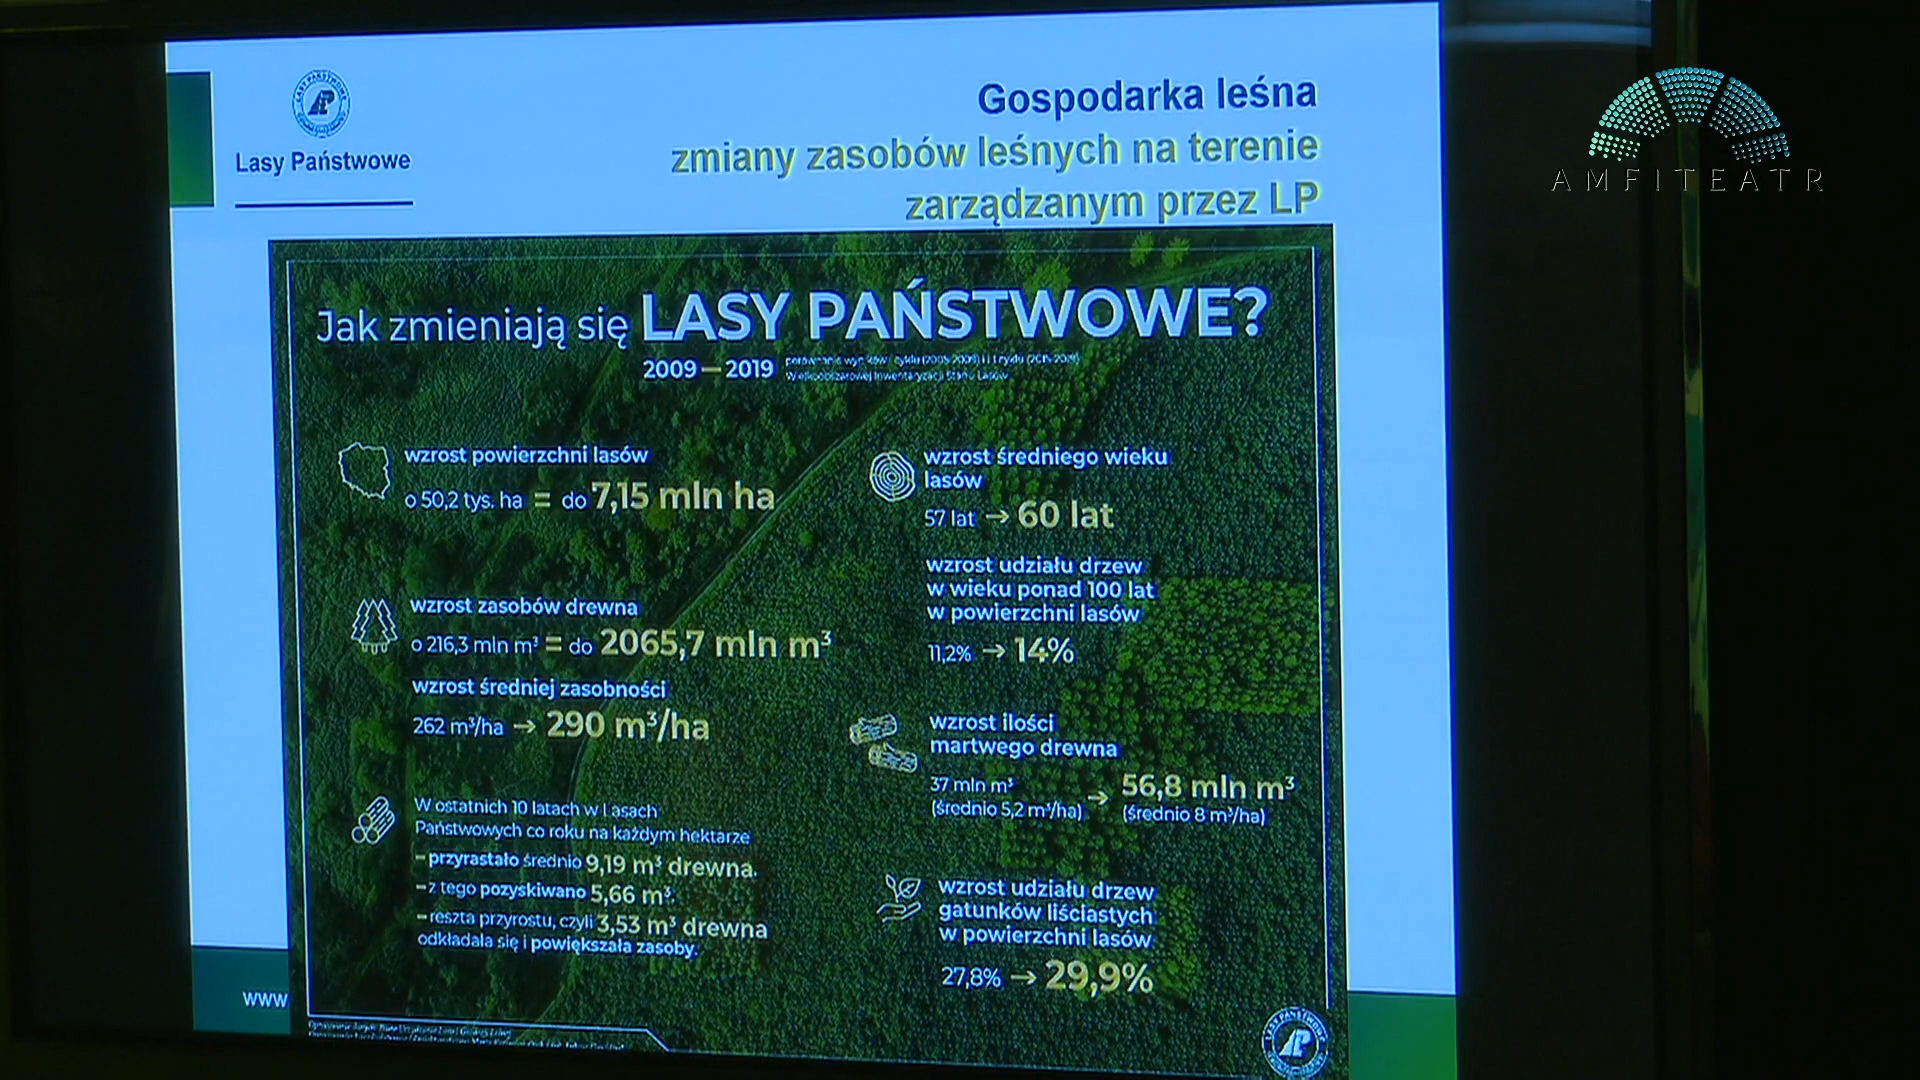 Lasy Państwowe
Gospodarka leśna
zmiany zasobów leśnych na terenie
zarządzanym przez LP
AMFITEATR
Jak zmieniają się LASY PAŃSTWOWE?
2009 — 2019
Wielkoobszarowej Inwentaryzacji Stanu Lasów
wzrost powierzchni lasów
o 50,2 tys. ha = do 7,15 mln ha
wzrost zasobów drewna
o 216,3 mln m³ = do 2065,7 mln m³
wzrost średniej zasobności
262 m³/ha → 290 m³/ha
W ostatnich 10 latach w Lasach
Państwowych co roku na każdym hektarze
– przyrastało średnio 9,19 m³ drewna.
– z tego pozyskiwano 5,66 m³.
– reszta przyrostu, czyli 3,53 m³ drewna
odkładała się i powiększała zasoby.
wzrost średniego wieku
lasów
57 lat → 60 lat
wzrost udziału drzew
w wieku ponad 100 lat
w powierzchni lasów
11,2% → 14%
wzrost ilości
martwego drewna
37 mln m³ → 56,8 mln m³
(średnio 5,2 m³/ha) (średnio 8 m³/ha)
wzrost udziału drzew
gatunków liściastych
w powierzchni lasów
27,8% → 29,9%
www